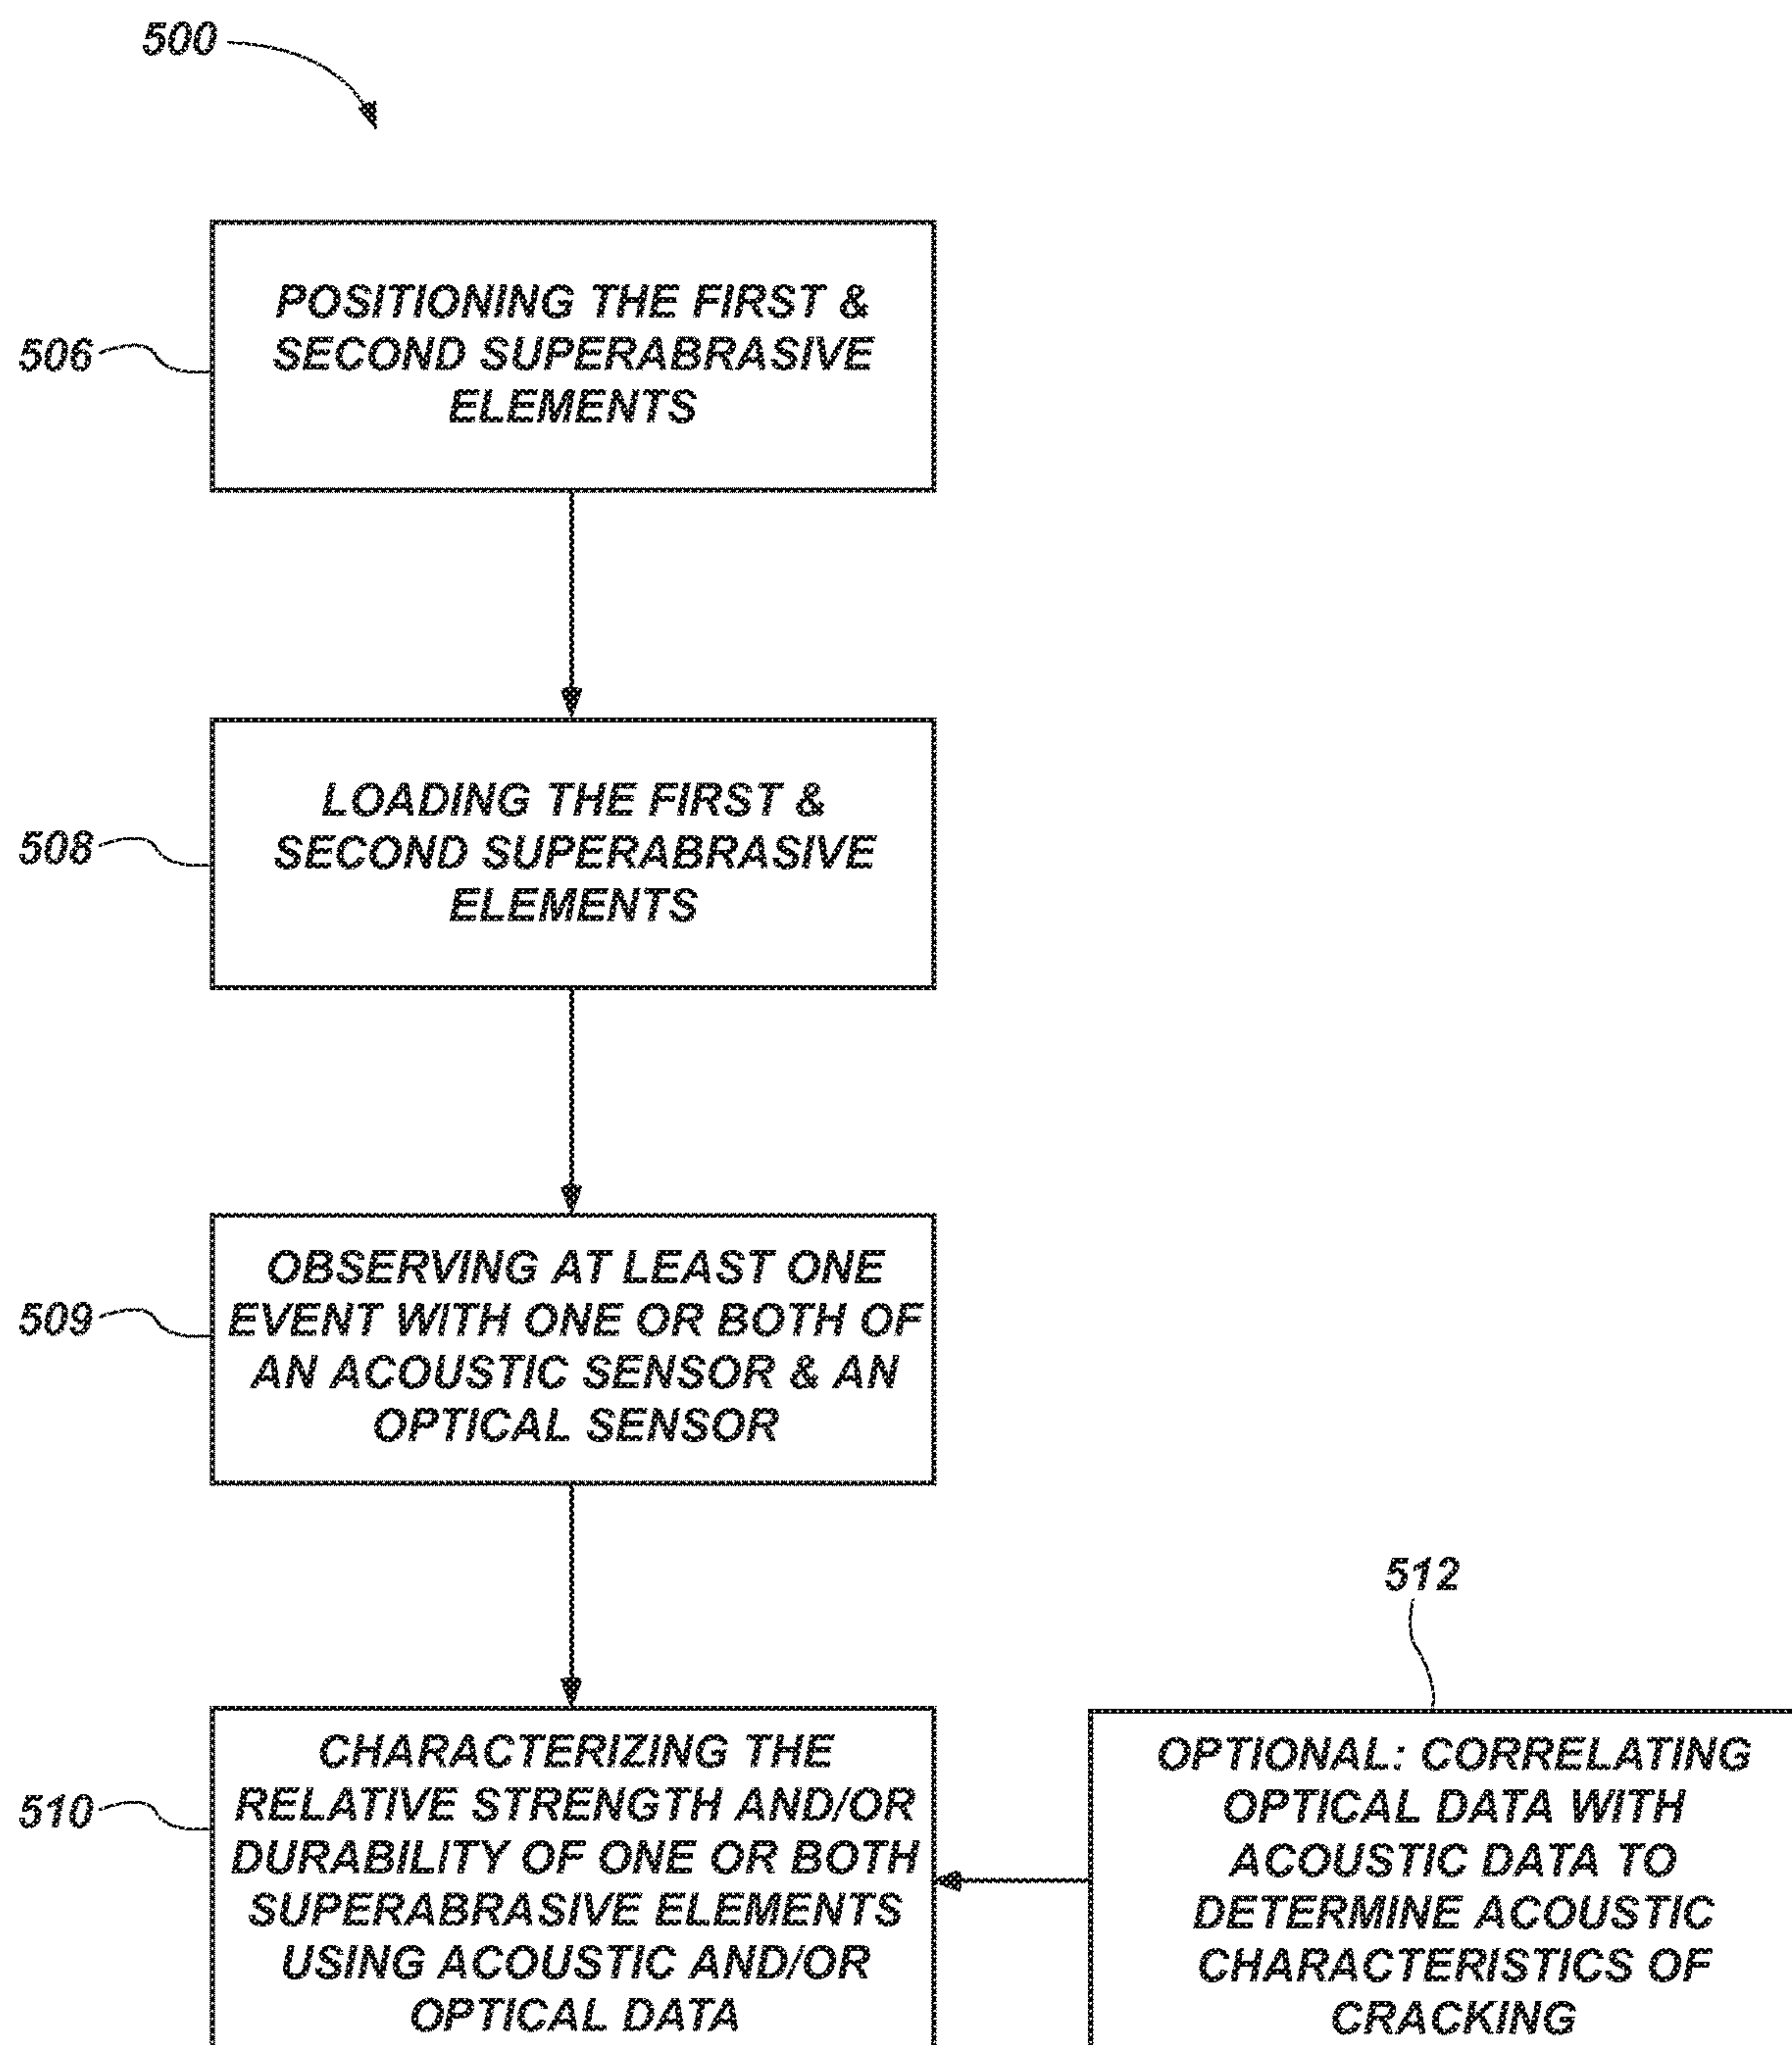 500
506
POSITIONING THE FIRST &
SECOND SUPERABRASIVE
ELEMENTS
508
LOADING THE FIRST &
SECOND SUPERABRASIVE
ELEMENTS
509
OBSERVING AT LEAST ONE
EVENT WITH ONE OR BOTH OF
AN ACOUSTIC SENSOR & AN
OPTICAL SENSOR
510
CHARACTERIZING THE
RELATIVE STRENGTH AND/OR
DURABILITY OF ONE OR BOTH
SUPERABRASIVE ELEMENTS
USING ACOUSTIC AND/OR
OPTICAL DATA
512
OPTIONAL: CORRELATING
OPTICAL DATA WITH
ACOUSTIC DATA TO
DETERMINE ACOUSTIC
CHARACTERISTICS OF
CRACKING